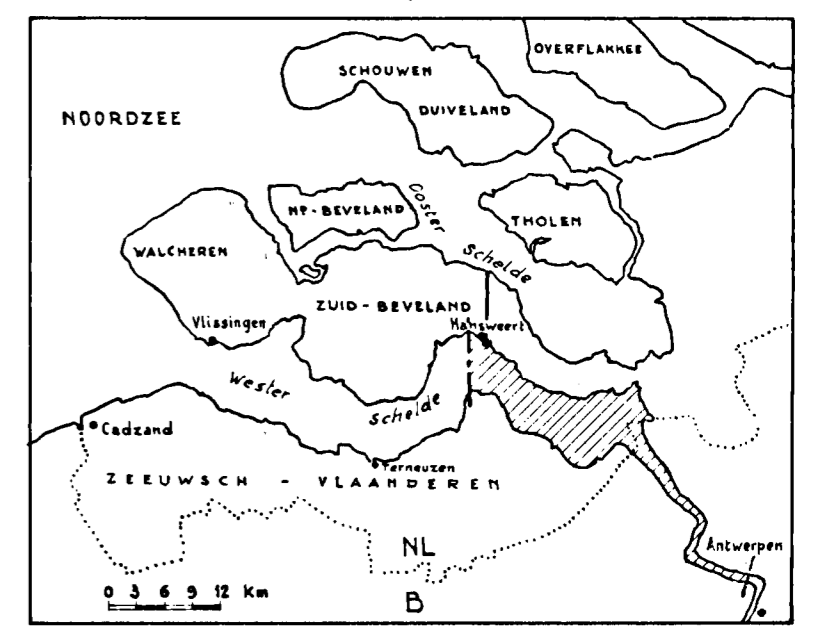 OVERFLAKKEE
SCHOUWEN
DUIVELAND
NOORDZEE
Nᴰ-BEVELAND
Ooster
THOLEN
WALCHEREN
Schelde
ZUID-BEVELAND
Vlissingen
Hansweert
Wester
Schelde
Cadzand
Terneuzen
ZEEUWSCH - VLAANDEREN
NL
Antwerpen
0 3 6 9 12 Km
B